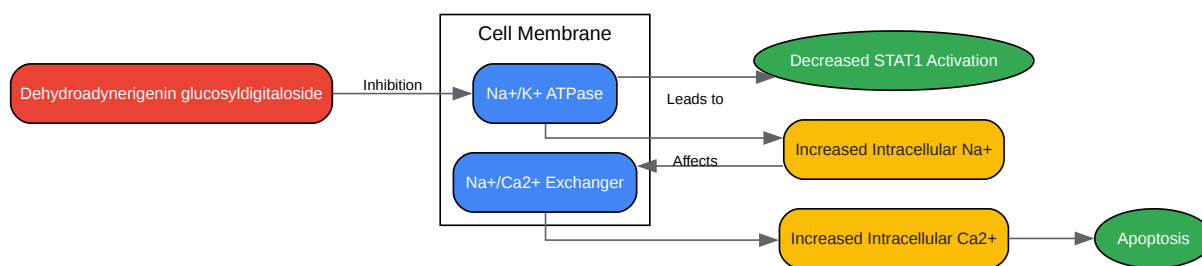 Cell Membrane
Decreased STAT1 Activation
Dehydroadynerigenin glucosyldigitaloside
Inhibition
Na+/K+ ATPase
Leads to
Increased Intracellular Na+
Affects
Na+/Ca2+ Exchanger
Increased Intracellular Ca2+
Apoptosis